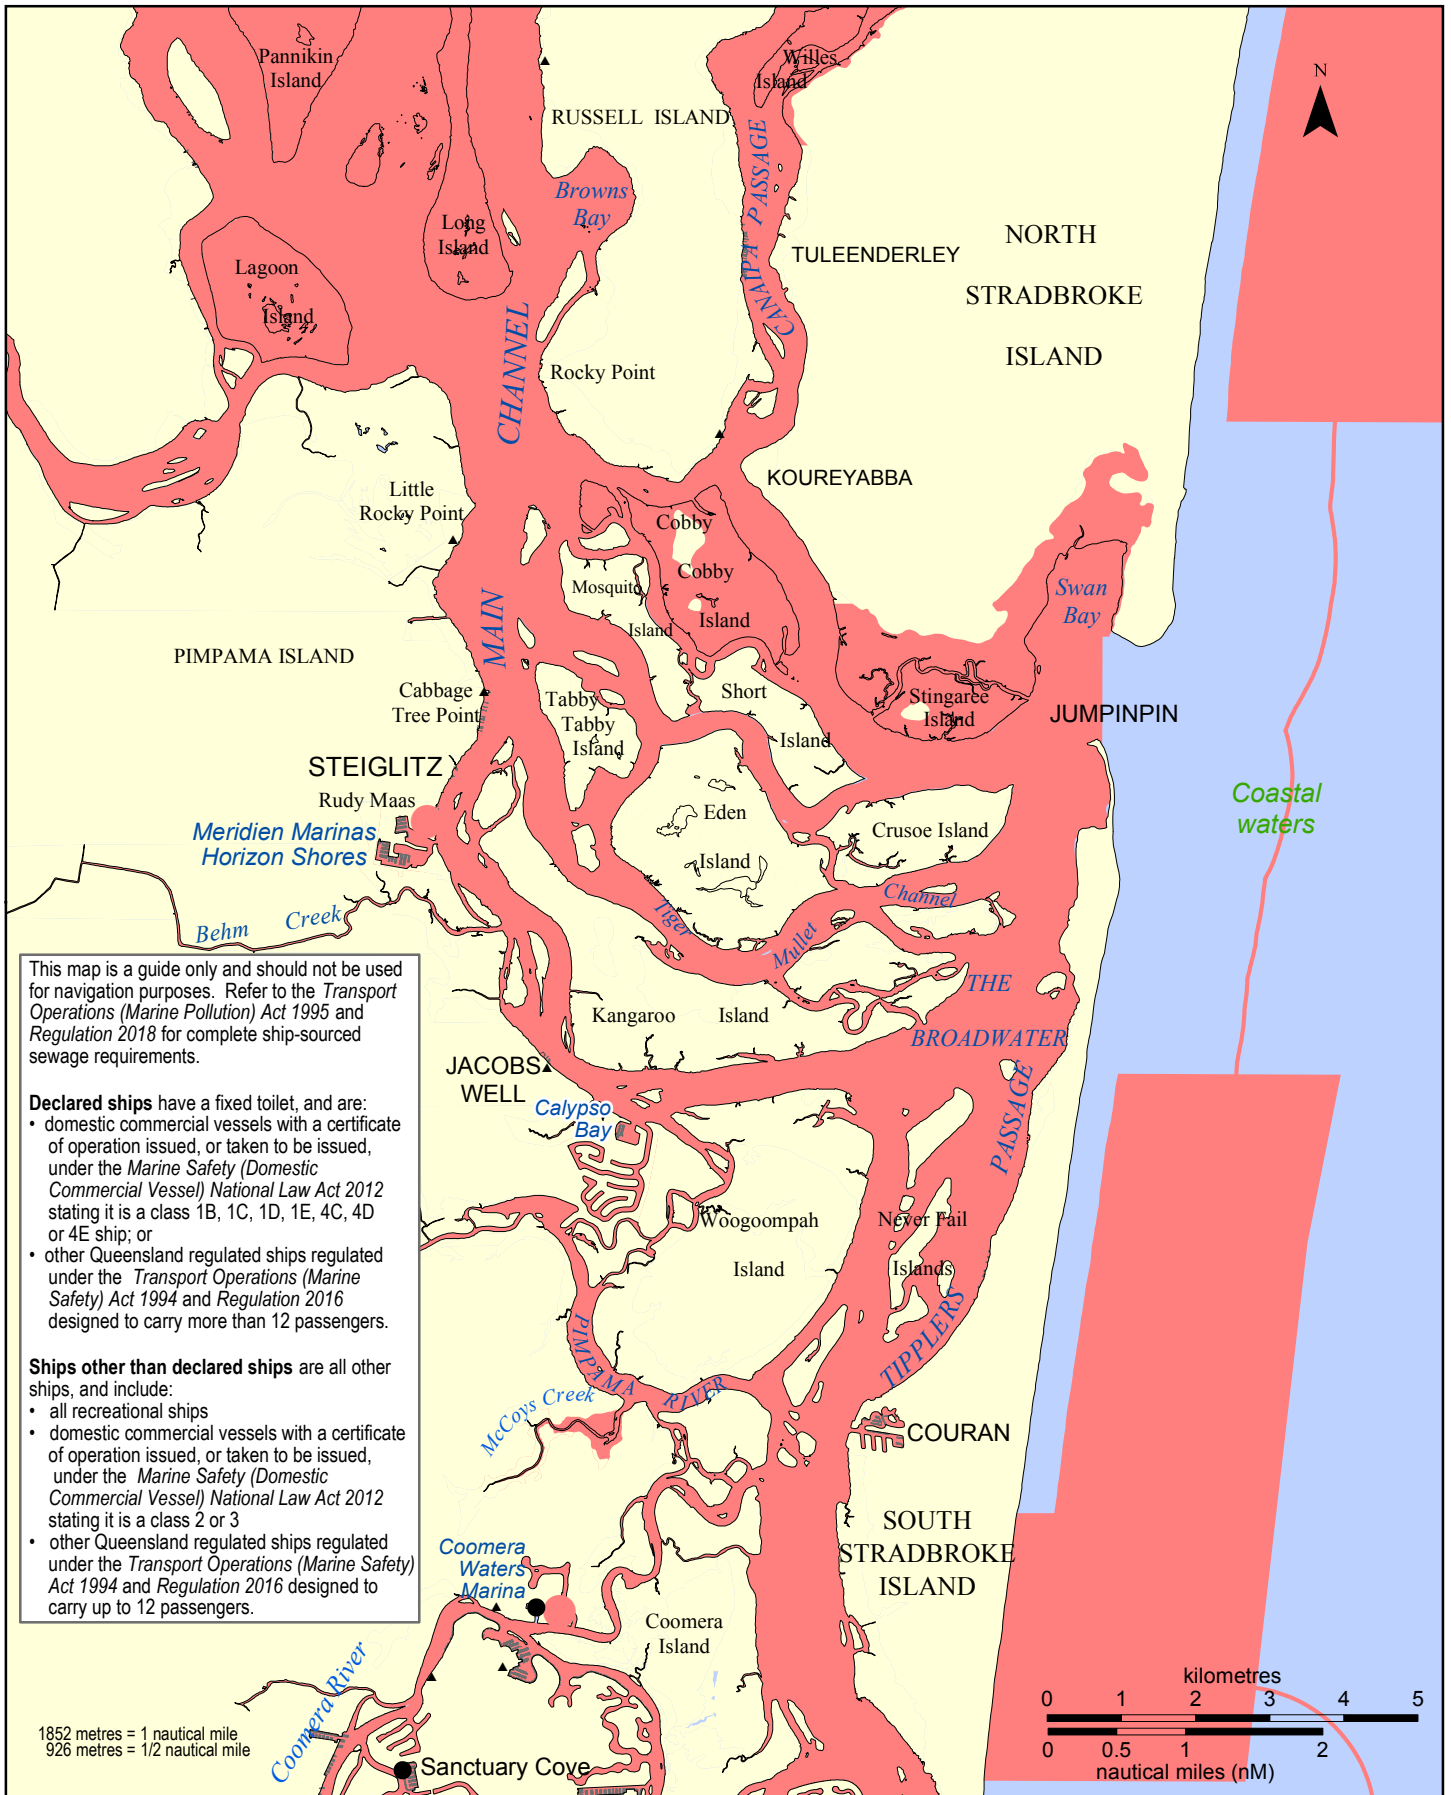 Pannikin
Island
Willes
Island
N
RUSSELL ISLAND
CANAIPA PASSAGE
Browns
Bay
Long
Island
TULEENDERLEY
NORTH
STRADBROKE
ISLAND
Lagoon
Island
CHANNEL
Rocky Point
KOUREYABBA
Little
Rocky Point
Cobby
Cobby
Island
Mosquito
Island
Swan
Bay
MAIN
PIMPAMA ISLAND
Cabbage
Tree Point
Tabby
Tabby
Island
Short
Island
Stingaree
Island
JUMPINPIN
STEIGLITZ
Rudy Maas
Meridien Marinas
Horizon Shores
Eden
Island
Crusoe Island
Coastal
waters
Behm Creek
Tiger
Mullet
Channel
THE
BROADWATER
Kangaroo Island
JACOBS
WELL
Calypso
Bay
PASSAGE
TIPPLERS
Woogoompah
Island
Never Fail
Islands
PIMPAMA RIVER
McCoys Creek
COURAN
SOUTH
STRADBROKE
ISLAND
Coomera
Waters
Marina
Coomera
Island
Coomera River
Sanctuary Cove
This map is a guide only and should not be used
for navigation purposes. Refer to the Transport
Operations (Marine Pollution) Act 1995 and
Regulation 2018 for complete ship-sourced
sewage requirements.
Declared ships have a fixed toilet, and are:
• domestic commercial vessels with a certificate
of operation issued, or taken to be issued,
under the Marine Safety (Domestic
Commercial Vessel) National Law Act 2012
stating it is a class 1B, 1C, 1D, 1E, 4C, 4D
or 4E ship; or
• other Queensland regulated ships regulated
under the Transport Operations (Marine
Safety) Act 1994 and Regulation 2016
designed to carry more than 12 passengers.
Ships other than declared ships are all other
ships, and include:
• all recreational ships
• domestic commercial vessels with a certificate
of operation issued, or taken to be issued,
under the Marine Safety (Domestic
Commercial Vessel) National Law Act 2012
stating it is a class 2 or 3
• other Queensland regulated ships regulated
under the Transport Operations (Marine Safety)
Act 1994 and Regulation 2016 designed to
carry up to 12 passengers.
1852 metres = 1 nautical mile
926 metres = 1/2 nautical mile
kilometres
0 1 2 3 4 5
0 0.5 1 2
nautical miles (nM)